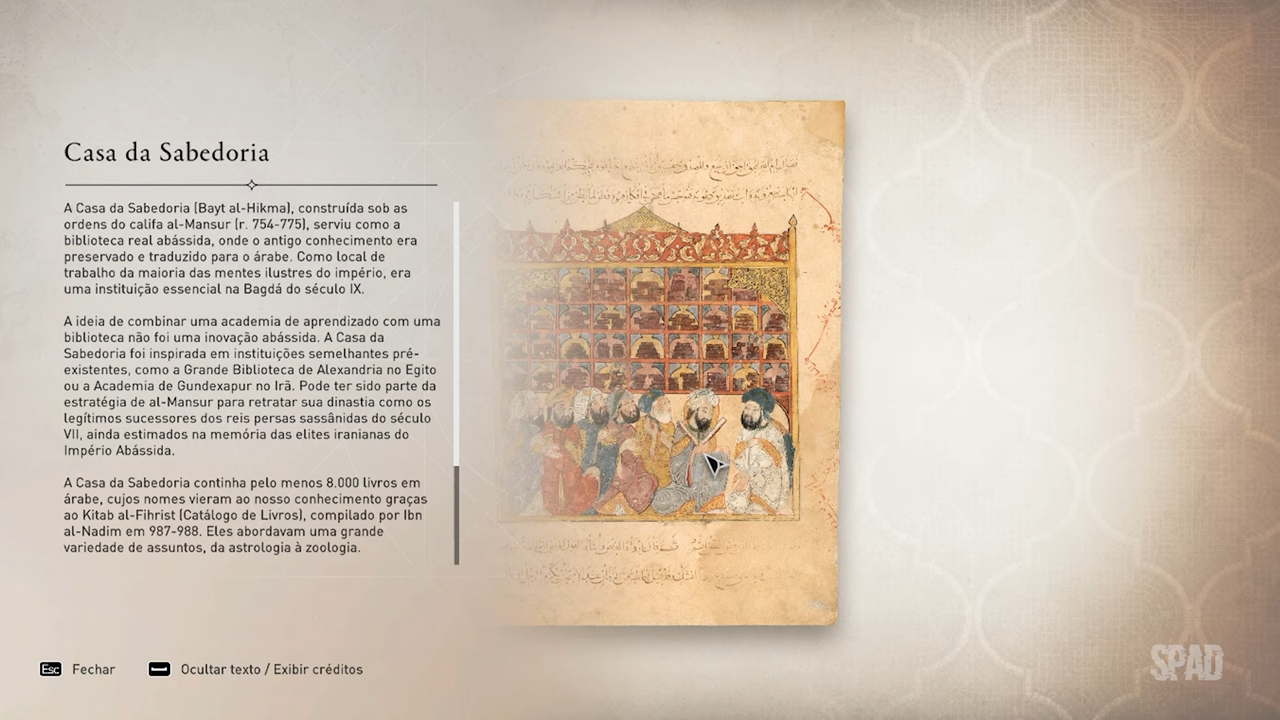 Casa da Sabedoria
A Casa da Sabedoria (Bayt al-Hikma), construída sob as
ordens do califa al-Mansur (r. 754-775), serviu como a
biblioteca real abássida, onde o antigo conhecimento era
preservado e traduzido para o árabe. Como local de
trabalho da maioria das mentes ilustres do império, era
uma instituição essencial na Bagdá do século IX.
A ideia de combinar uma academia de aprendizado com uma
biblioteca não foi uma inovação abássida. A Casa da
Sabedoria foi inspirada em instituições semelhantes pré-
existentes, como a Grande Biblioteca de Alexandria no Egito
ou a Academia de Gundexapur no Irã. Pode ter sido parte da
estratégia de al-Mansur para retratar sua dinastia como os
legítimos sucessores dos reis persas sassânidas do século
VII, ainda estimados na memória das elites iranianas do
Império Abássida.
A Casa da Sabedoria continha pelo menos 8.000 livros em
árabe, cujos nomes vieram ao nosso conhecimento graças
ao Kitab al-Fihrist (Catálogo de Livros), compilado por Ibn
al-Nadim em 987-988. Eles abordavam uma grande
variedade de assuntos, da astrologia à zoologia.
Esc Fechar Ocultar texto / Exibir créditos
SPAD